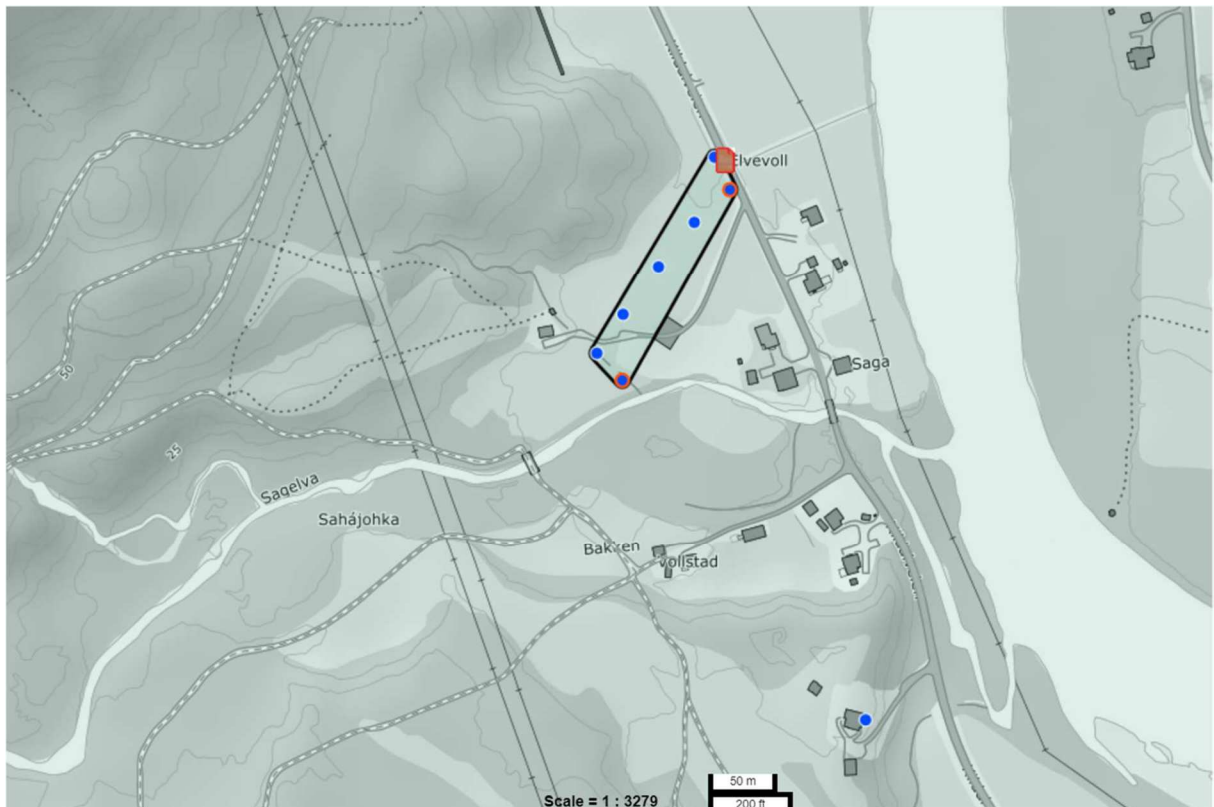 Elvevoll
Saga
50
25
Sagelva
Sahájohka
Bakken
Vollstad
50 m
Scale = 1 : 3279
200 ft